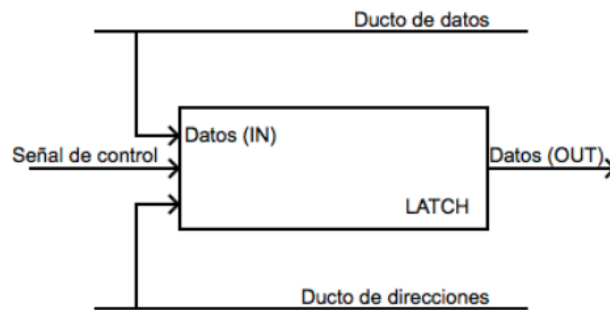 Ducto de datos
Datos (IN)
Señal de control
Datos (OUT)
LATCH
Ducto de direcciones